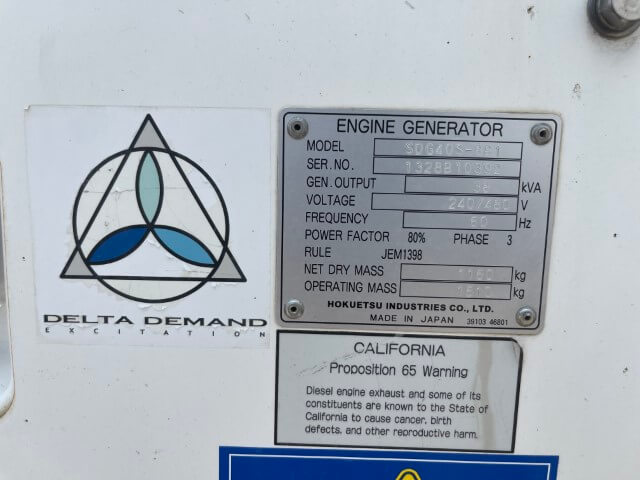 DELTA DEMAND
EXCITATION
ENGINE GENERATOR
MODEL
SER.NO.
GEN.OUTPUT kVA
VOLTAGE 240/480 V
FREQUENCY 60 Hz
POWER FACTOR 80% PHASE 3
RULE JEM1398
NET DRY MASS kg
OPERATING MASS kg
HOKUETSU INDUSTRIES CO., LTD.
MADE IN JAPAN 39103 46801
CALIFORNIA
Proposition 65 Warning
Diesel engine exhaust and some of its
constituents are known to the State of
California to cause cancer, birth
defects, and other reproductive harm.